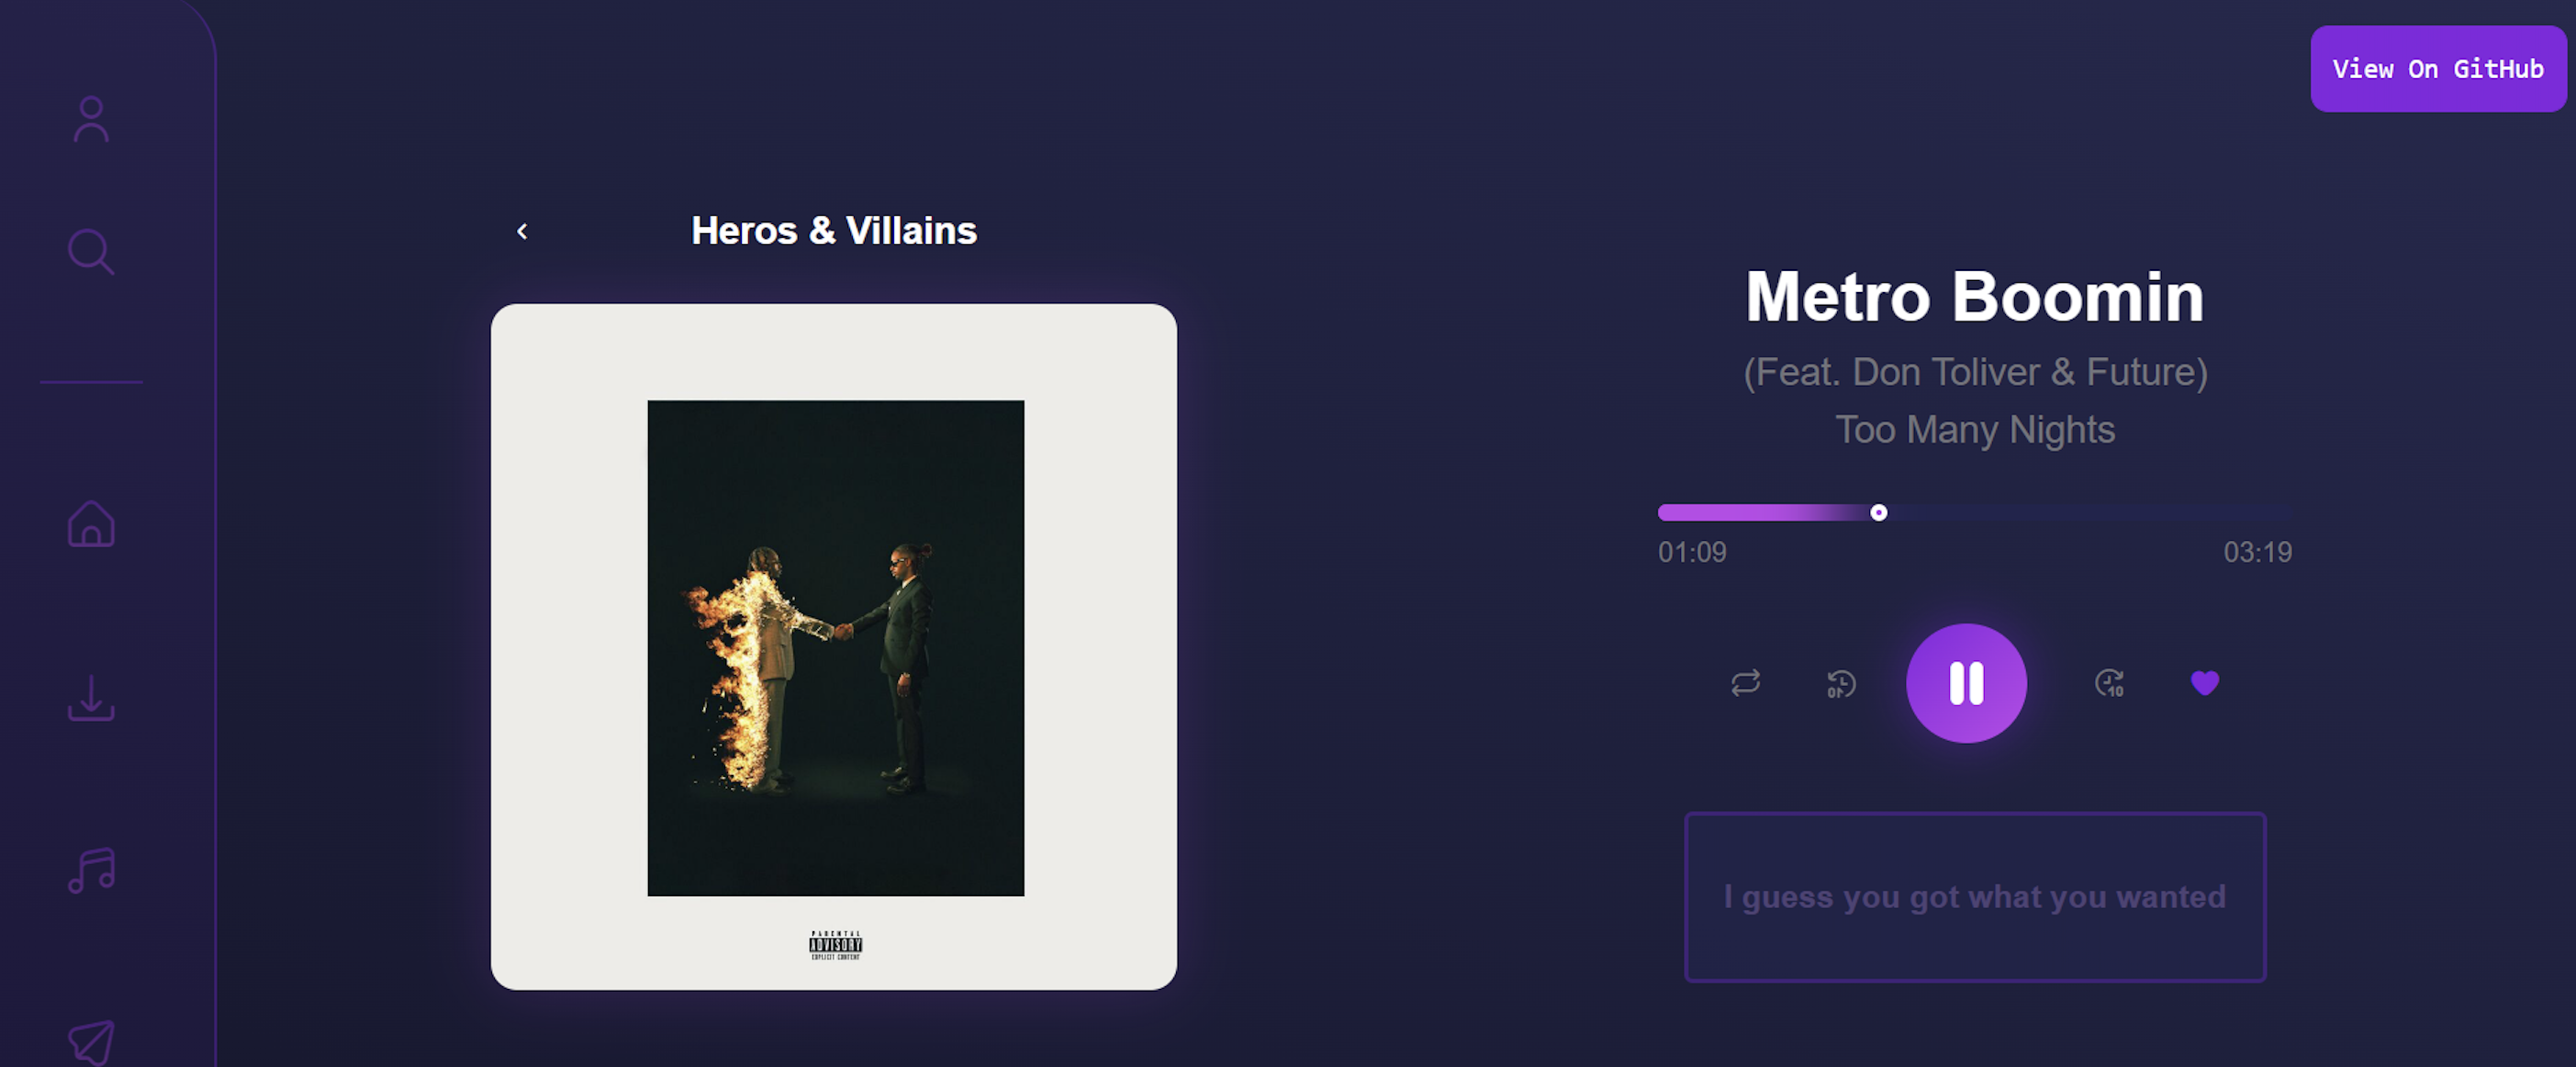 View On GitHub
Heros & Villains
PARENTAL
ADVISORY
EXPLICIT CONTENT
Metro Boomin
(Feat. Don Toliver & Future)
Too Many Nights
01:09
03:19
10
I guess you got what you wanted